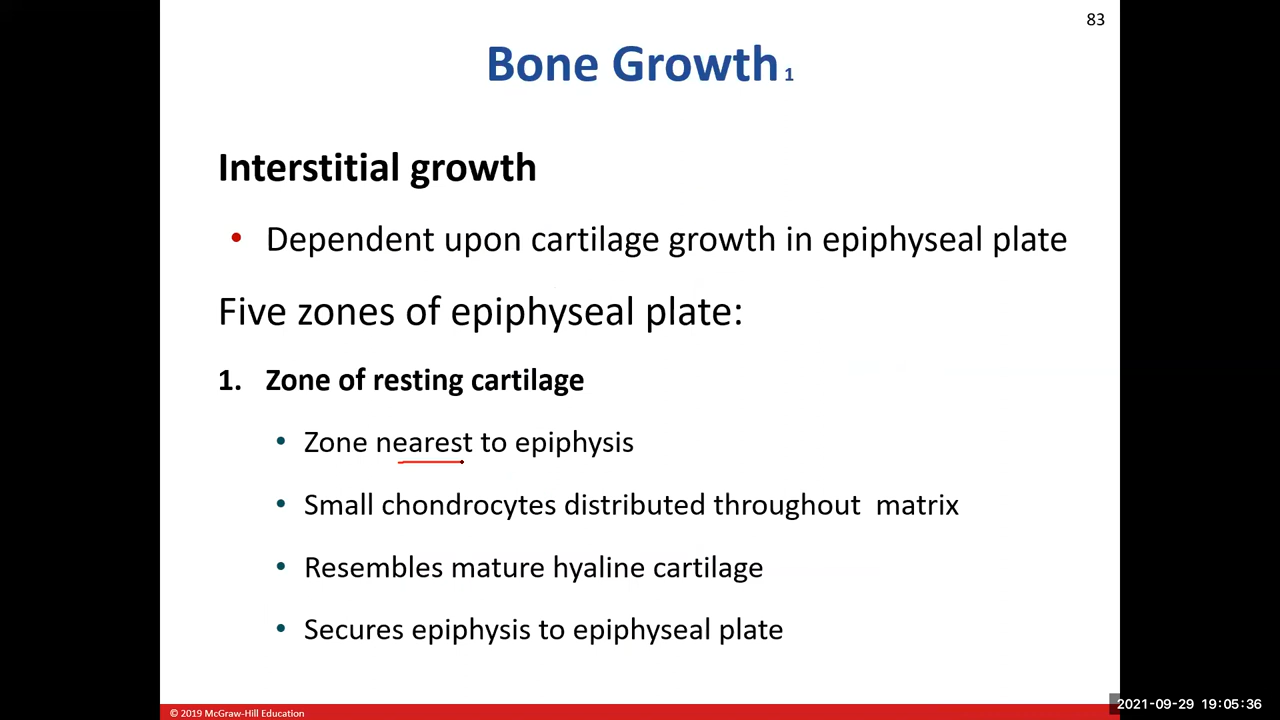 83
Bone Growth 1
Interstitial growth
• Dependent upon cartilage growth in epiphyseal plate
Five zones of epiphyseal plate:
1. Zone of resting cartilage
• Zone nearest to epiphysis
• Small chondrocytes distributed throughout matrix
• Resembles mature hyaline cartilage
• Secures epiphysis to epiphyseal plate
© 2019 McGraw-Hill Education
2021-09-29 19:05:36